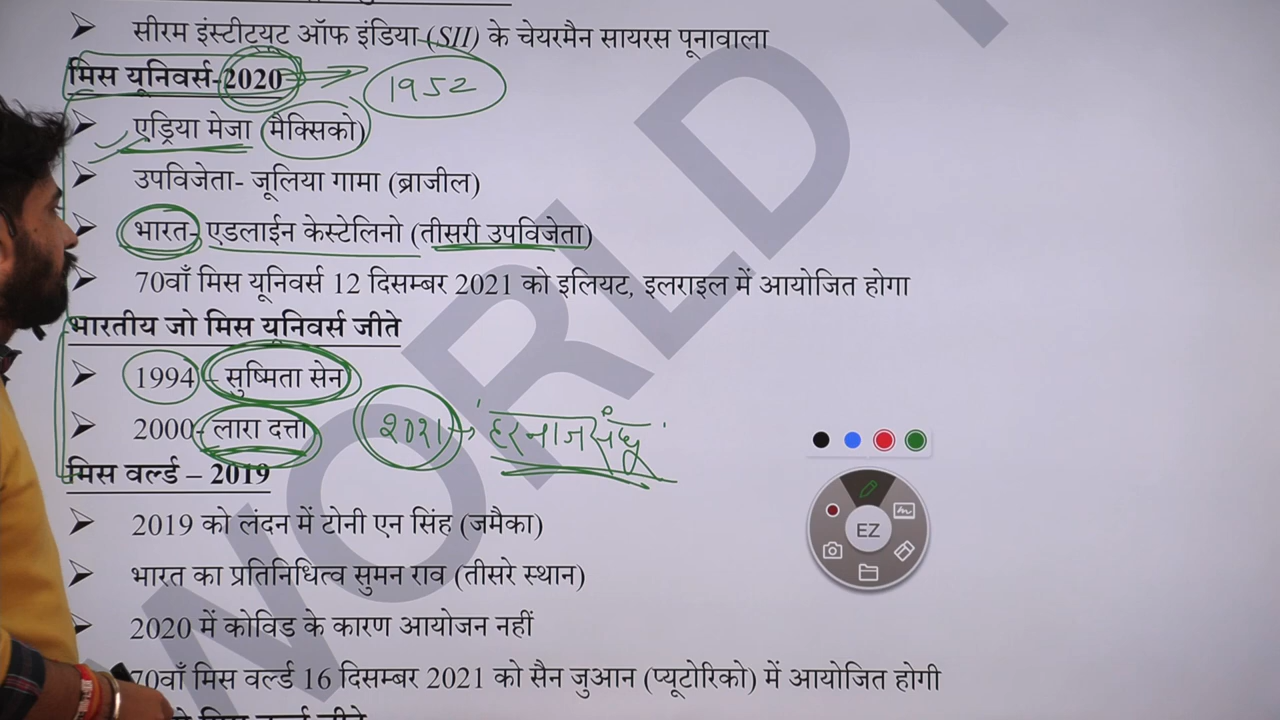 सीरम इंस्टीटयट ऑफ इंडिया (SII) के चेयरमैन सायरस पूनावाला
मिस यूनिवर्स-2020
1952
एड्रिया मेजा (मैक्सिको)
उपविजेता- जूलिया गामा (ब्राजील)
भारत- एडलाईन केस्टेलिनो (तीसरी उपविजेता)
70वाँ मिस यूनिवर्स 12 दिसम्बर 2021 को इलियट, इलराइल में आयोजित होगा
भारतीय जो मिस यूनिवर्स जीते
1994 – सुष्मिता सेन
2000- लारा दत्ता
२०२१ → हरनाज संधू
मिस वर्ल्ड – 2019
2019 को लंदन में टोनी एन सिंह (जमैका)
भारत का प्रतिनिधित्व सुमन राव (तीसरे स्थान)
2020 में कोविड के कारण आयोजन नहीं
70वाँ मिस वर्ल्ड 16 दिसम्बर 2021 को सैन जुआन (प्यूटोरिको) में आयोजित होगी
WORLD
EZ